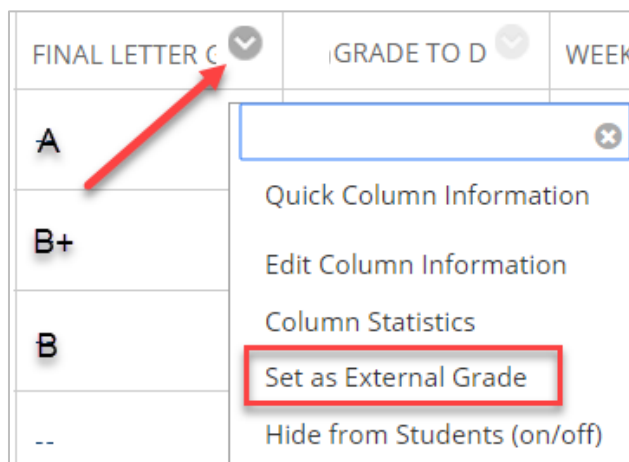 FINAL LETTER GRADE TO D WEEK
A
Quick Column Information
B+
Edit Column Information
Column Statistics
B
Set as External Grade
--
Hide from Students (on/off)